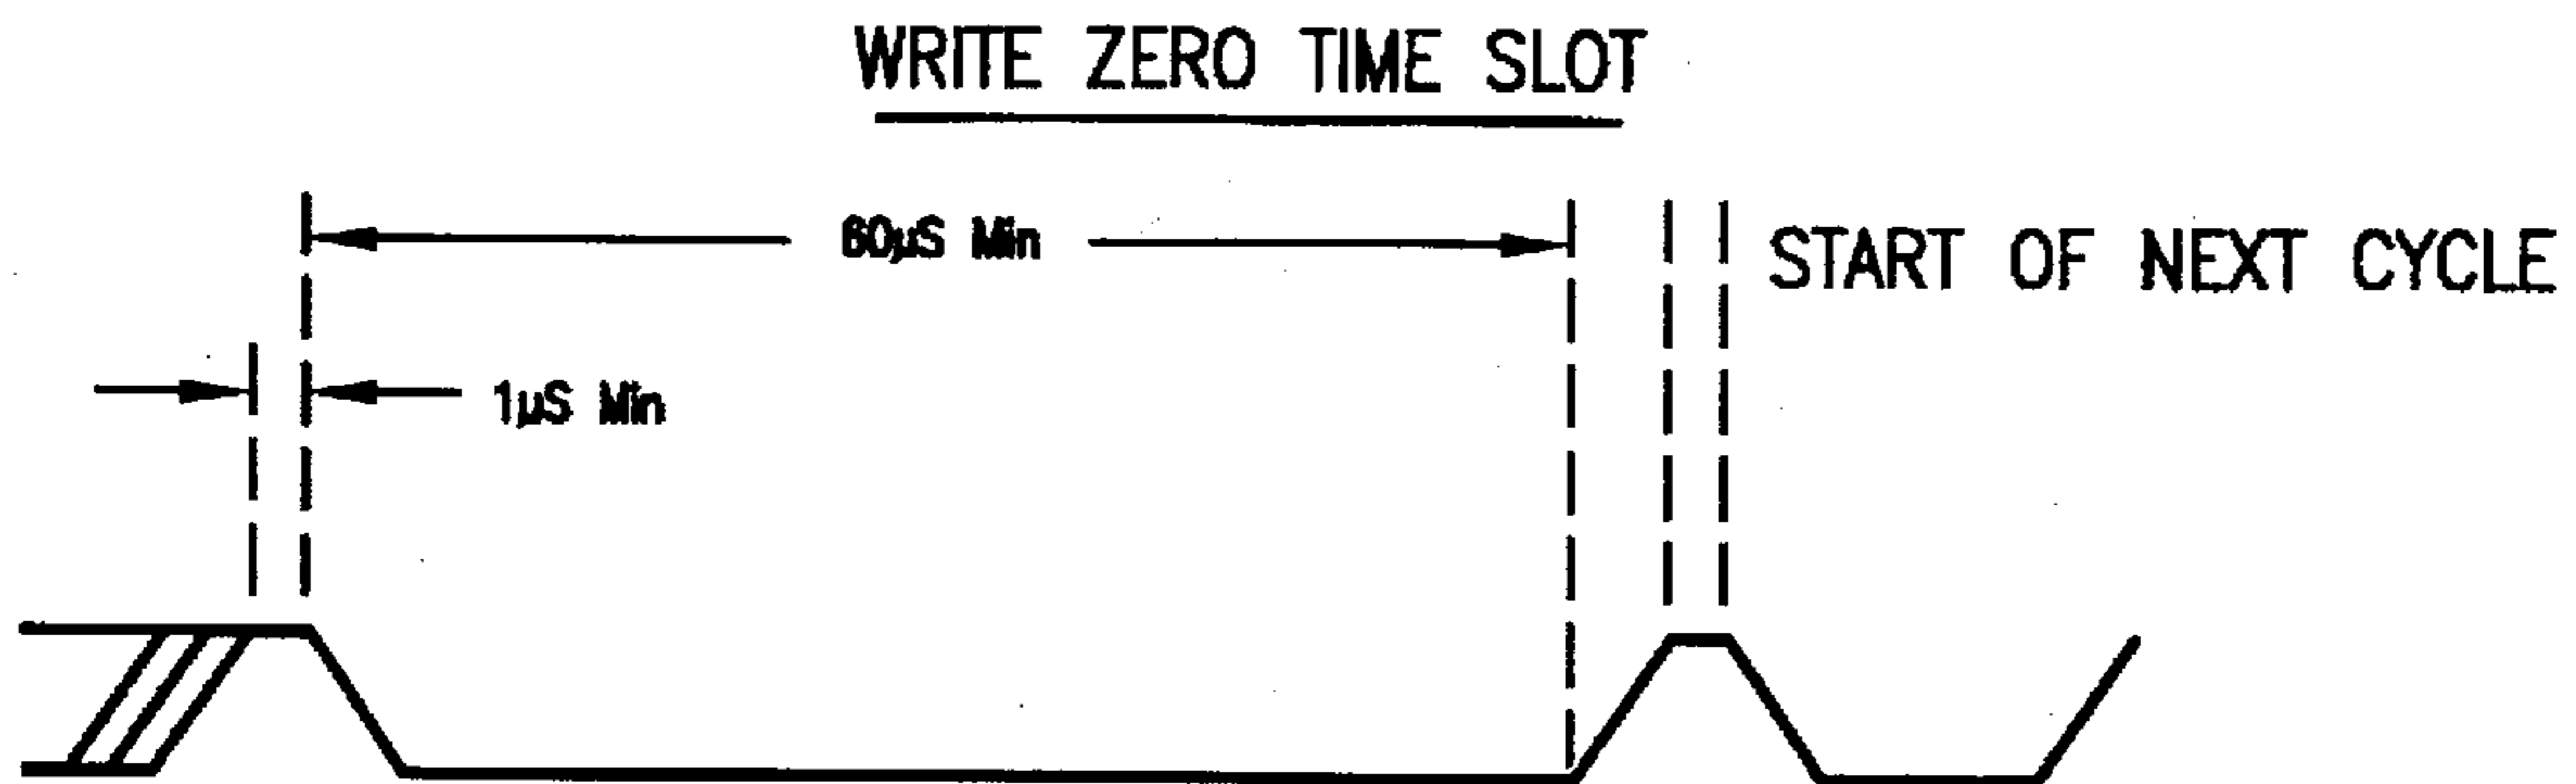 WRITE ZERO TIME SLOT
60µS Min
START OF NEXT CYCLE
1µS Min